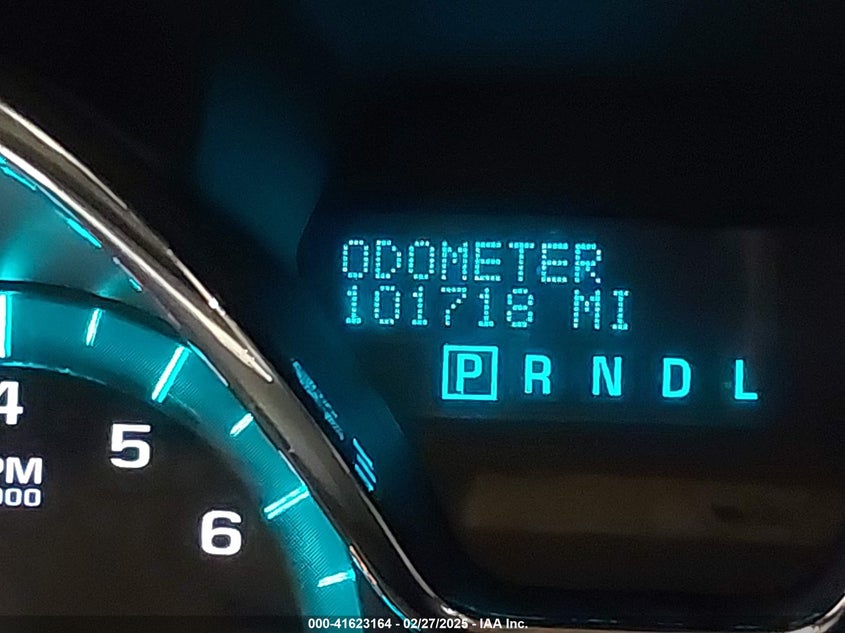 ODOMETER
101718 MI
P R N D L
4
5
6
PM
000
000-41623164 - 02/27/2025 - IAA Inc.